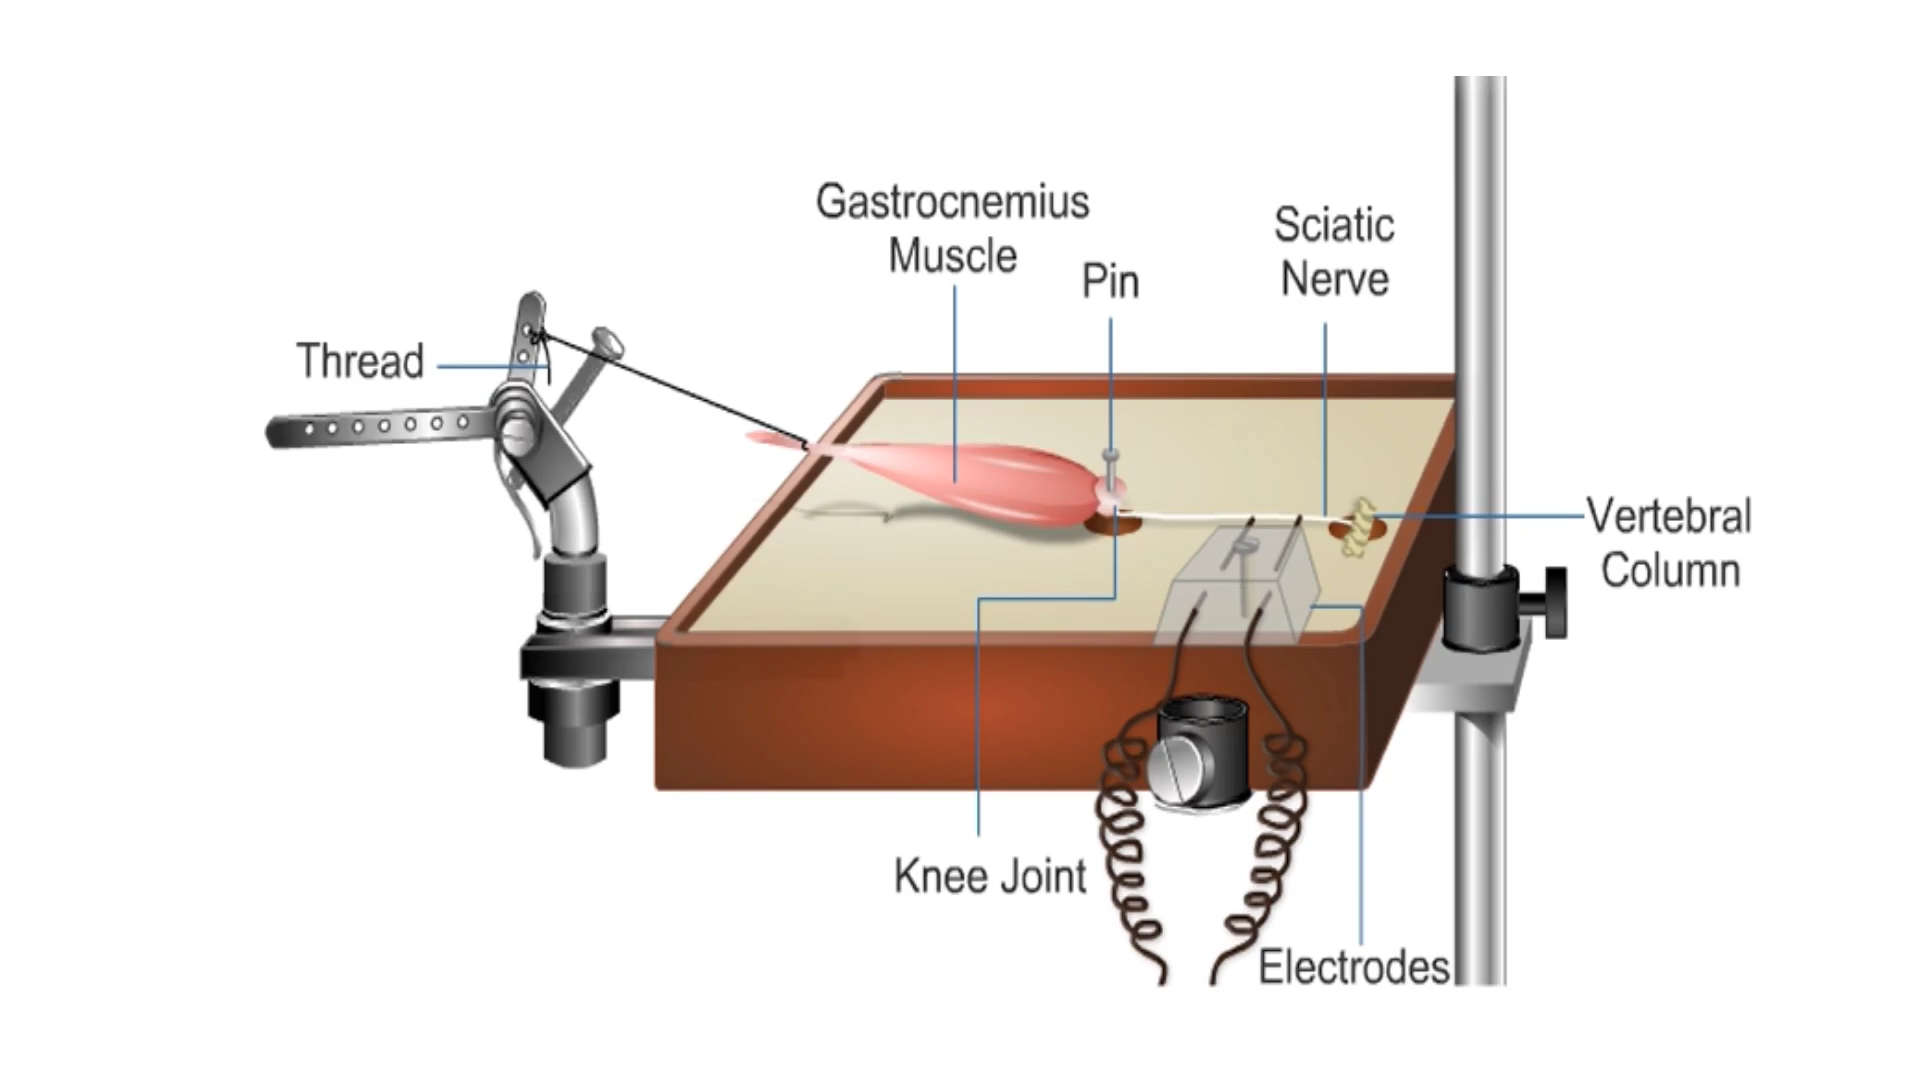 Gastrocnemius
Muscle
Pin
Sciatic
Nerve
Thread
Vertebral
Column
Knee Joint
Electrodes